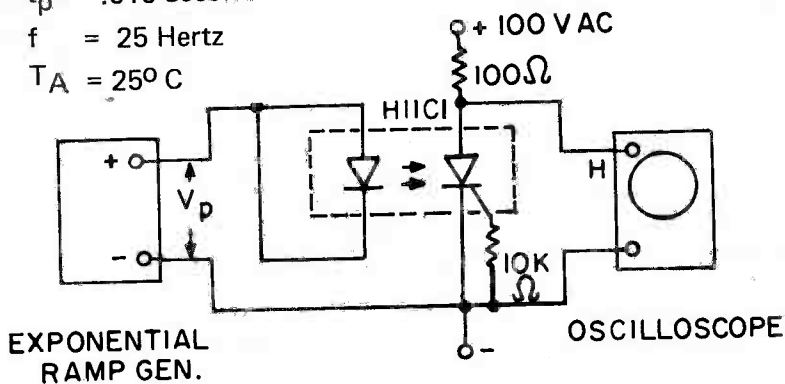 f = 25 Hertz
T_A = 25° C
+ 100 V AC
100Ω
H11C1
+
V_p
-
H
10K
Ω
-
EXPONENTIAL
RAMP GEN.
OSCILLOSCOPE